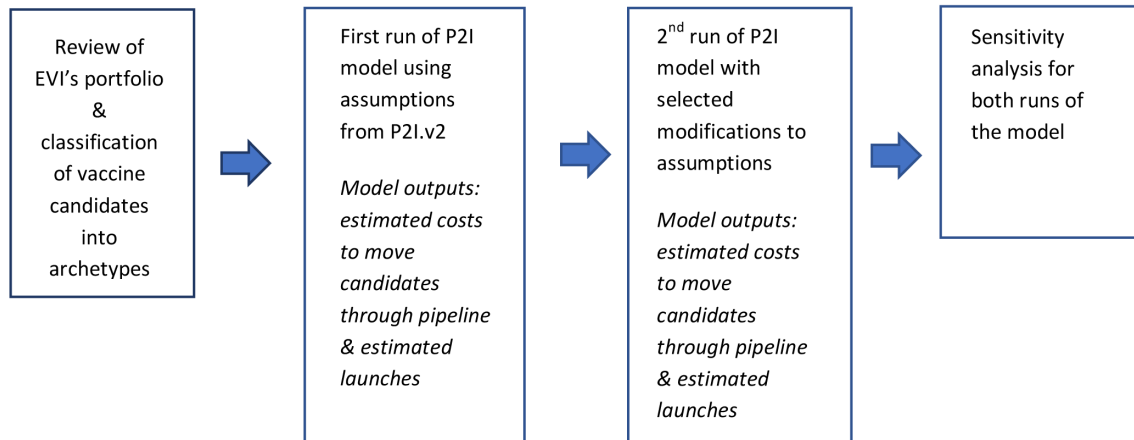 Review of
EVI's portfolio
&
classification
of vaccine
candidates
into
archetypes
First run of P2I
model using
assumptions
from P2I.v2
Model outputs:
estimated costs
to move
candidates
through pipeline
& estimated
launches
2nd run of P2I
model with
selected
modifications to
assumptions
Model outputs:
estimated costs
to move
candidates
through pipeline
& estimated
launches
Sensitivity
analysis for
both runs of
the model